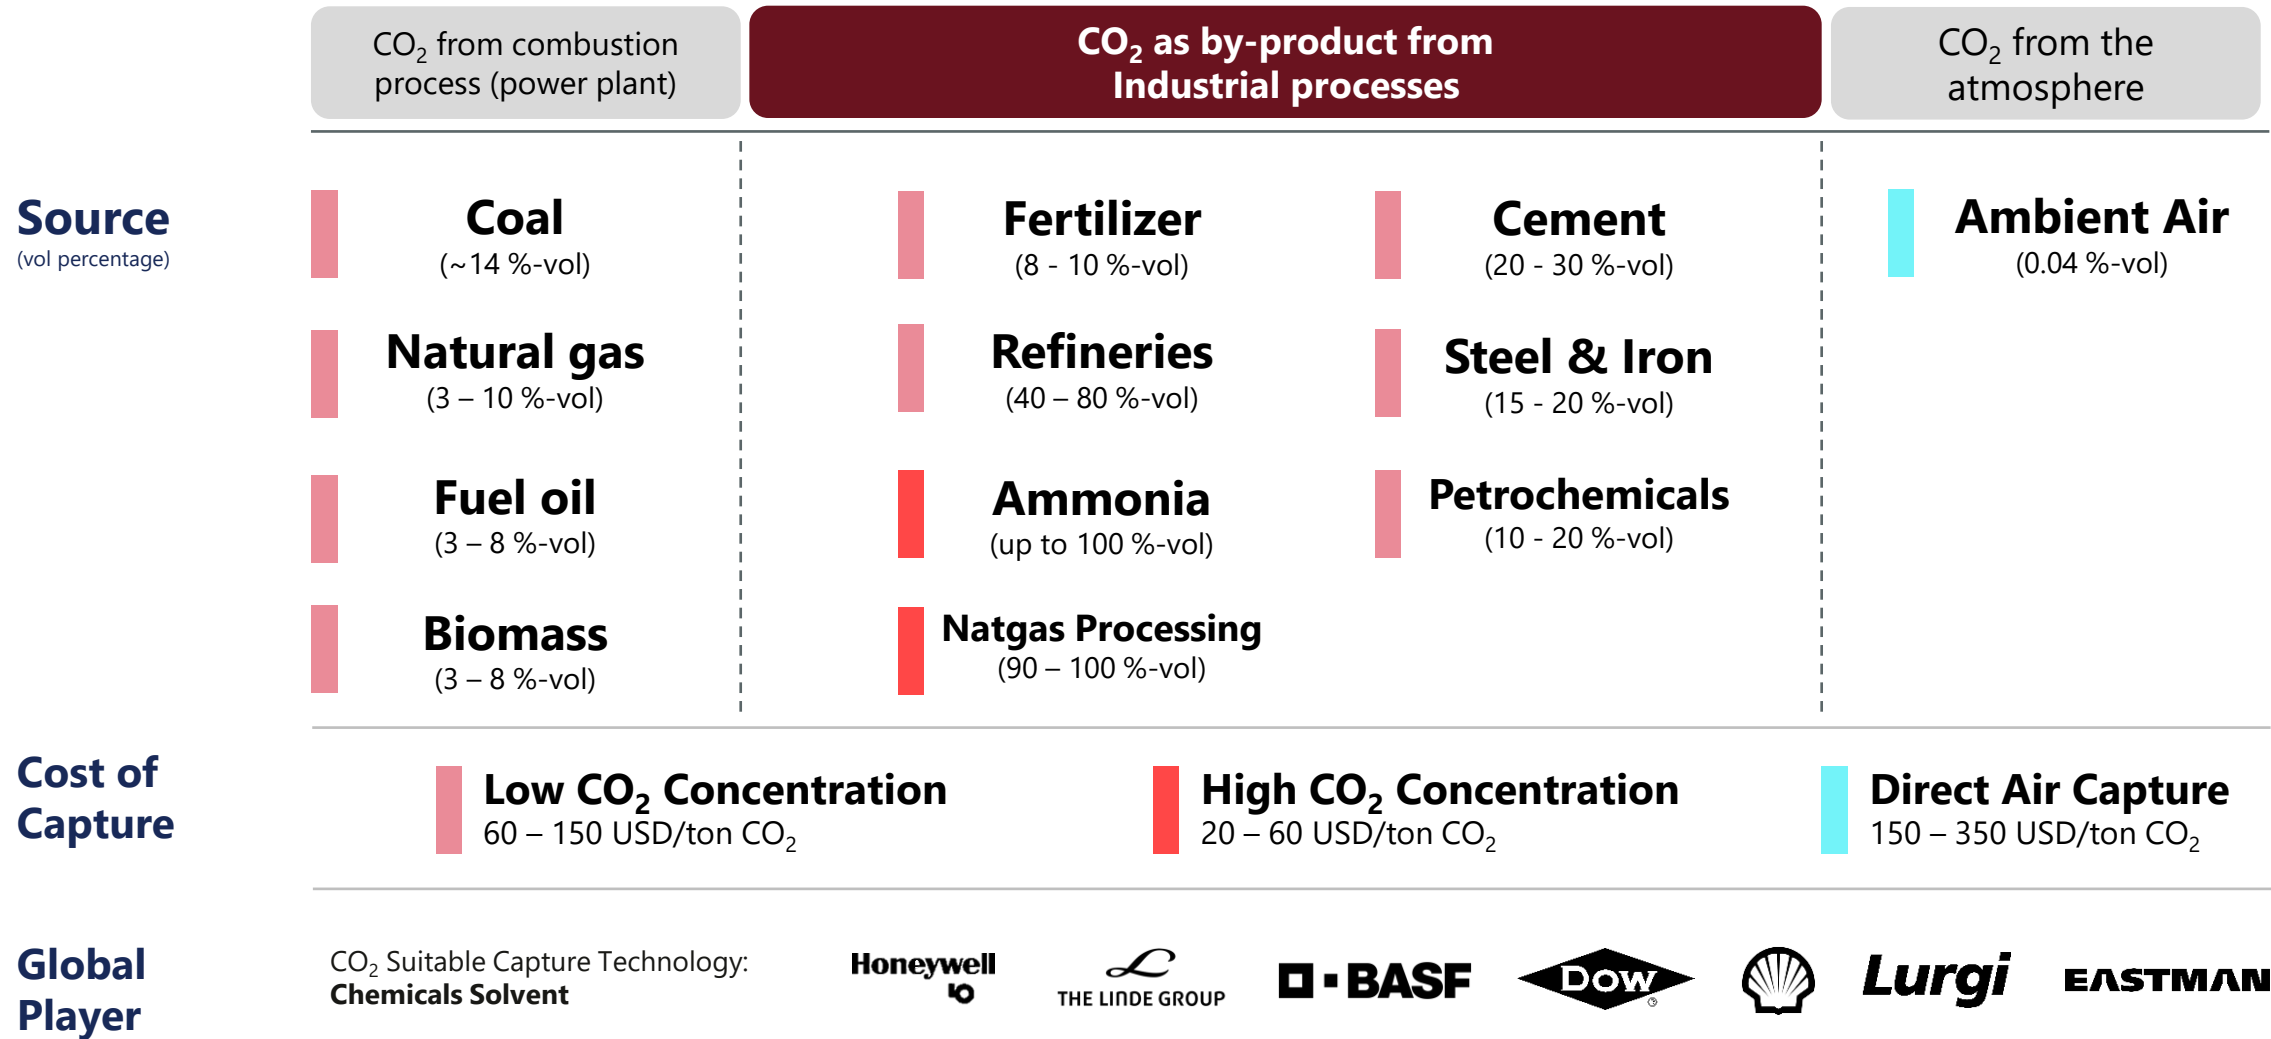 CO₂ from combustion
process (power plant)
CO₂ as by-product from
Industrial processes
CO₂ from the
atmosphere
Source
(vol percentage)
Coal
(~14 %-vol)
Natural gas
(3 – 10 %-vol)
Fuel oil
(3 – 8 %-vol)
Biomass
(3 – 8 %-vol)
Fertilizer
(8 - 10 %-vol)
Refineries
(40 – 80 %-vol)
Ammonia
(up to 100 %-vol)
Natgas Processing
(90 – 100 %-vol)
Cement
(20 - 30 %-vol)
Steel & Iron
(15 - 20 %-vol)
Petrochemicals
(10 - 20 %-vol)
Ambient Air
(0.04 %-vol)
Cost of
Capture
Low CO₂ Concentration
60 – 150 USD/ton CO₂
High CO₂ Concentration
20 – 60 USD/ton CO₂
Direct Air Capture
150 – 350 USD/ton CO₂
Global
Player
CO₂ Suitable Capture Technology:
Chemicals Solvent
Honeywell
THE LINDE GROUP
BASF
DOW
Lurgi
EASTMAN